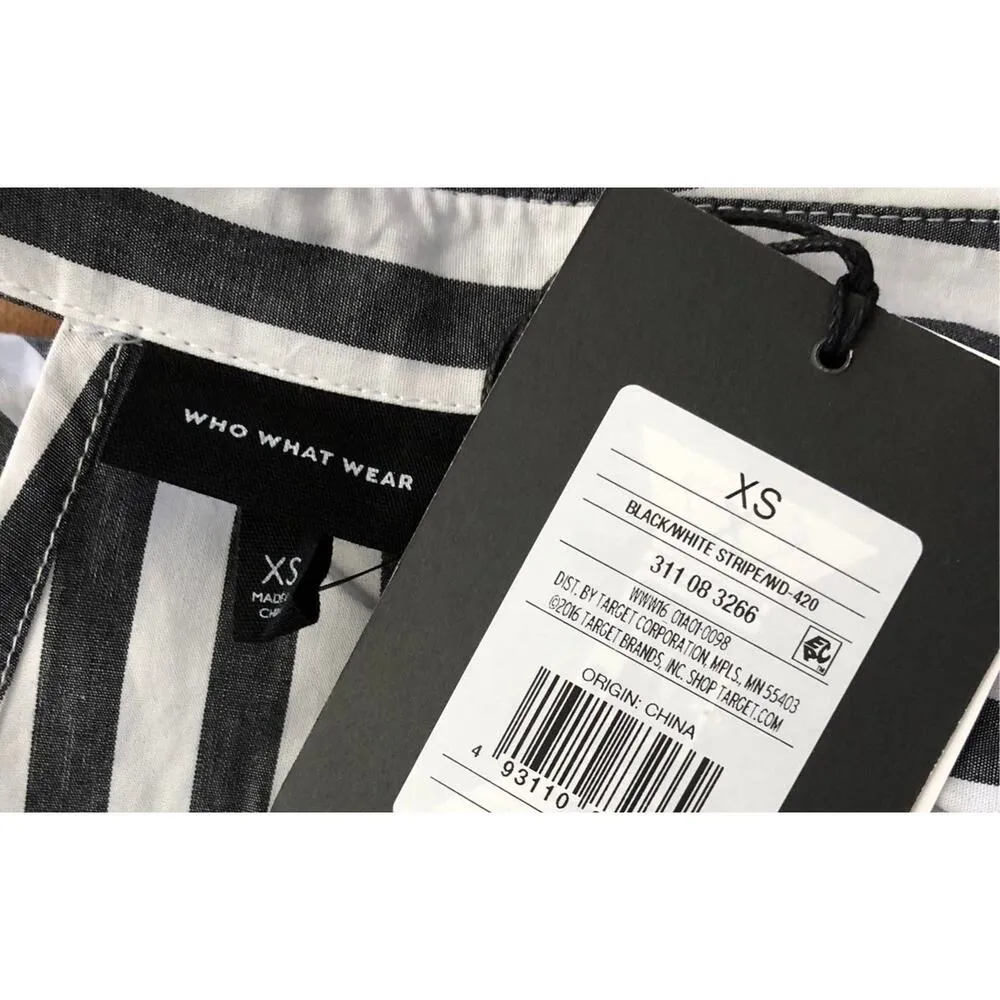 WHO WHAT WEAR
XS
MADE
XS
BLACK/WHITE STRIPE/WD-420
311 08 3266
WWW16 01A01-0098
DIST. BY TARGET CORPORATION, MPLS., MN 55403
©2016 TARGET BRANDS, INC. SHOP TARGET.COM
ORIGIN: CHINA
4 93110